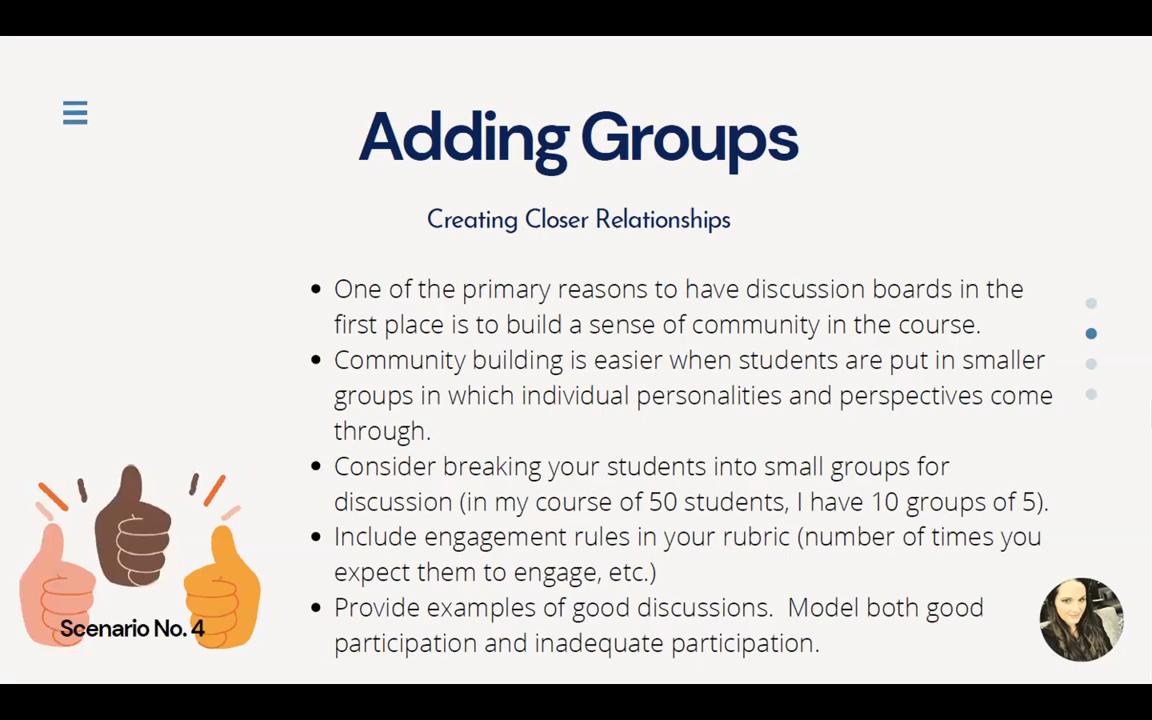 Adding Groups
Creating Closer Relationships
• One of the primary reasons to have discussion boards in the
first place is to build a sense of community in the course.
• Community building is easier when students are put in smaller
groups in which individual personalities and perspectives come
through.
• Consider breaking your students into small groups for
discussion (in my course of 50 students, I have 10 groups of 5).
• Include engagement rules in your rubric (number of times you
expect them to engage, etc.)
• Provide examples of good discussions.  Model both good
participation and inadequate participation.
Scenario No. 4